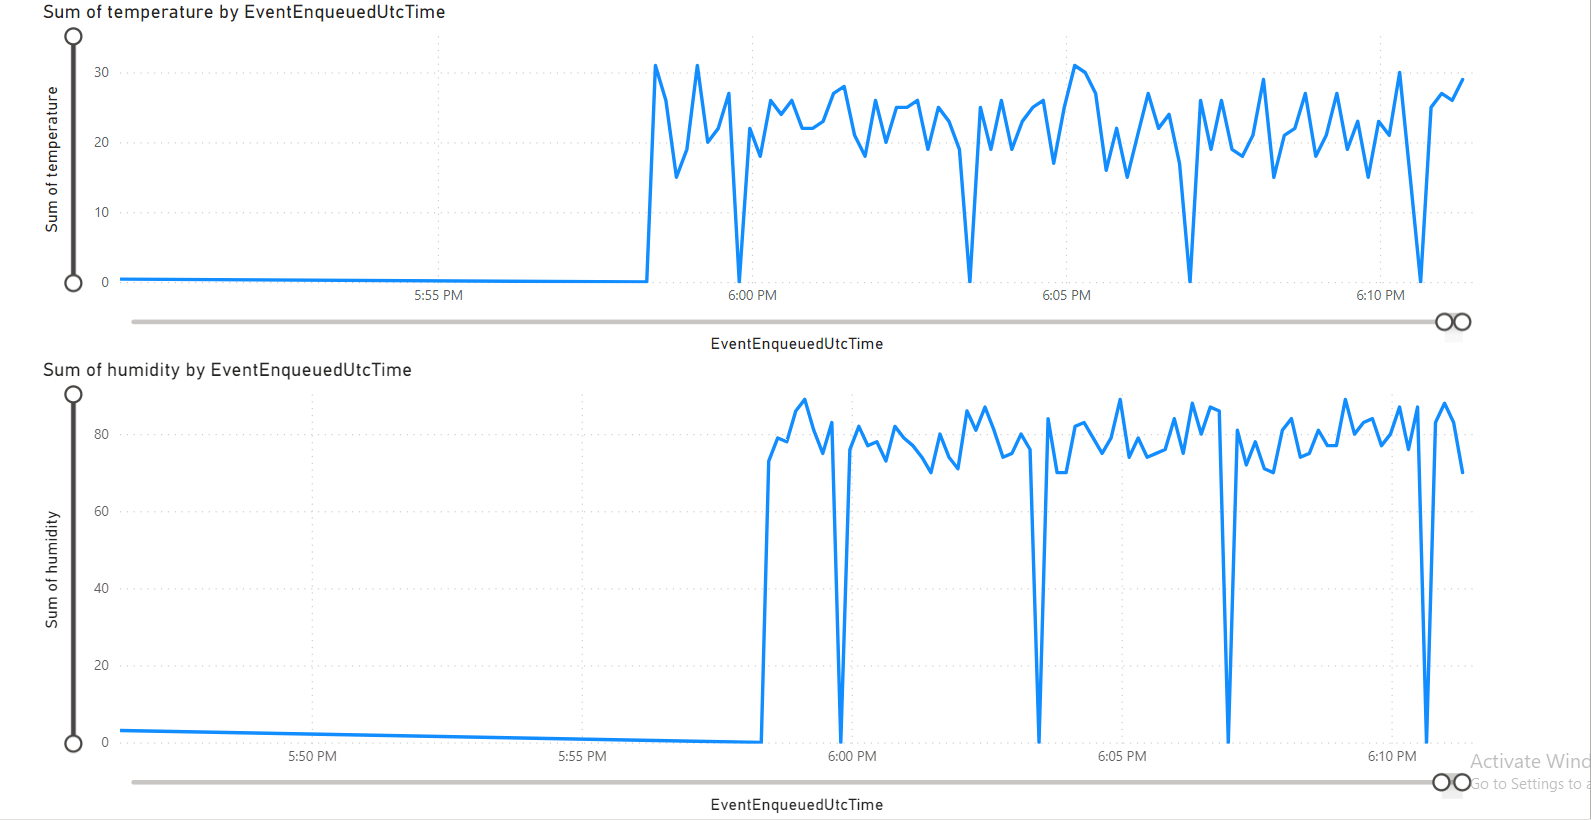 Sum of temperature by EventEnqueuedUtcTime
Sum of temperature
30
20
10
0
5:55 PM 6:00 PM 6:05 PM 6:10 PM
EventEnqueuedUtcTime
Sum of humidity by EventEnqueuedUtcTime
Sum of humidity
80
60
40
20
0
5:50 PM 5:55 PM 6:00 PM 6:05 PM 6:10 PM
EventEnqueuedUtcTime
Activate Wind
Go to Settings to a